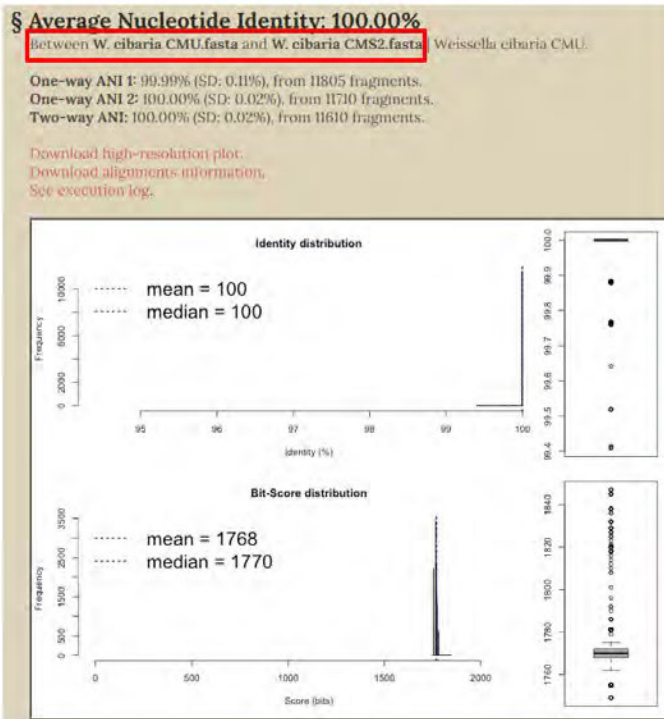 § Average Nucleotide Identity: 100.00%
Between W. cibaria CMU.fasta and W. cibaria CMS2.fasta | Weissella cibaria CMU.
One-way ANI 1: 99.99% (SD: 0.11%), from 11805 fragments.
One-way ANI 2: 100.00% (SD: 0.02%), from 11710 fragments.
Two-way ANI: 100.00% (SD: 0.02%), from 11610 fragments.
Download high-resolution plot.
Download alignments information.
See execution log.
Identity distribution
mean = 100
median = 100
Frequency
0 2000 6000 10000
95 96 97 98 99 100
Identity (%)
99.4 99.5 99.6 99.7 99.8 99.9 100.0
Bit-Score distribution
mean = 1768
median = 1770
Frequency
0 500 1500 2500 3500
0 500 1000 1500 2000
Score (bits)
1760 1780 1800 1820 1840